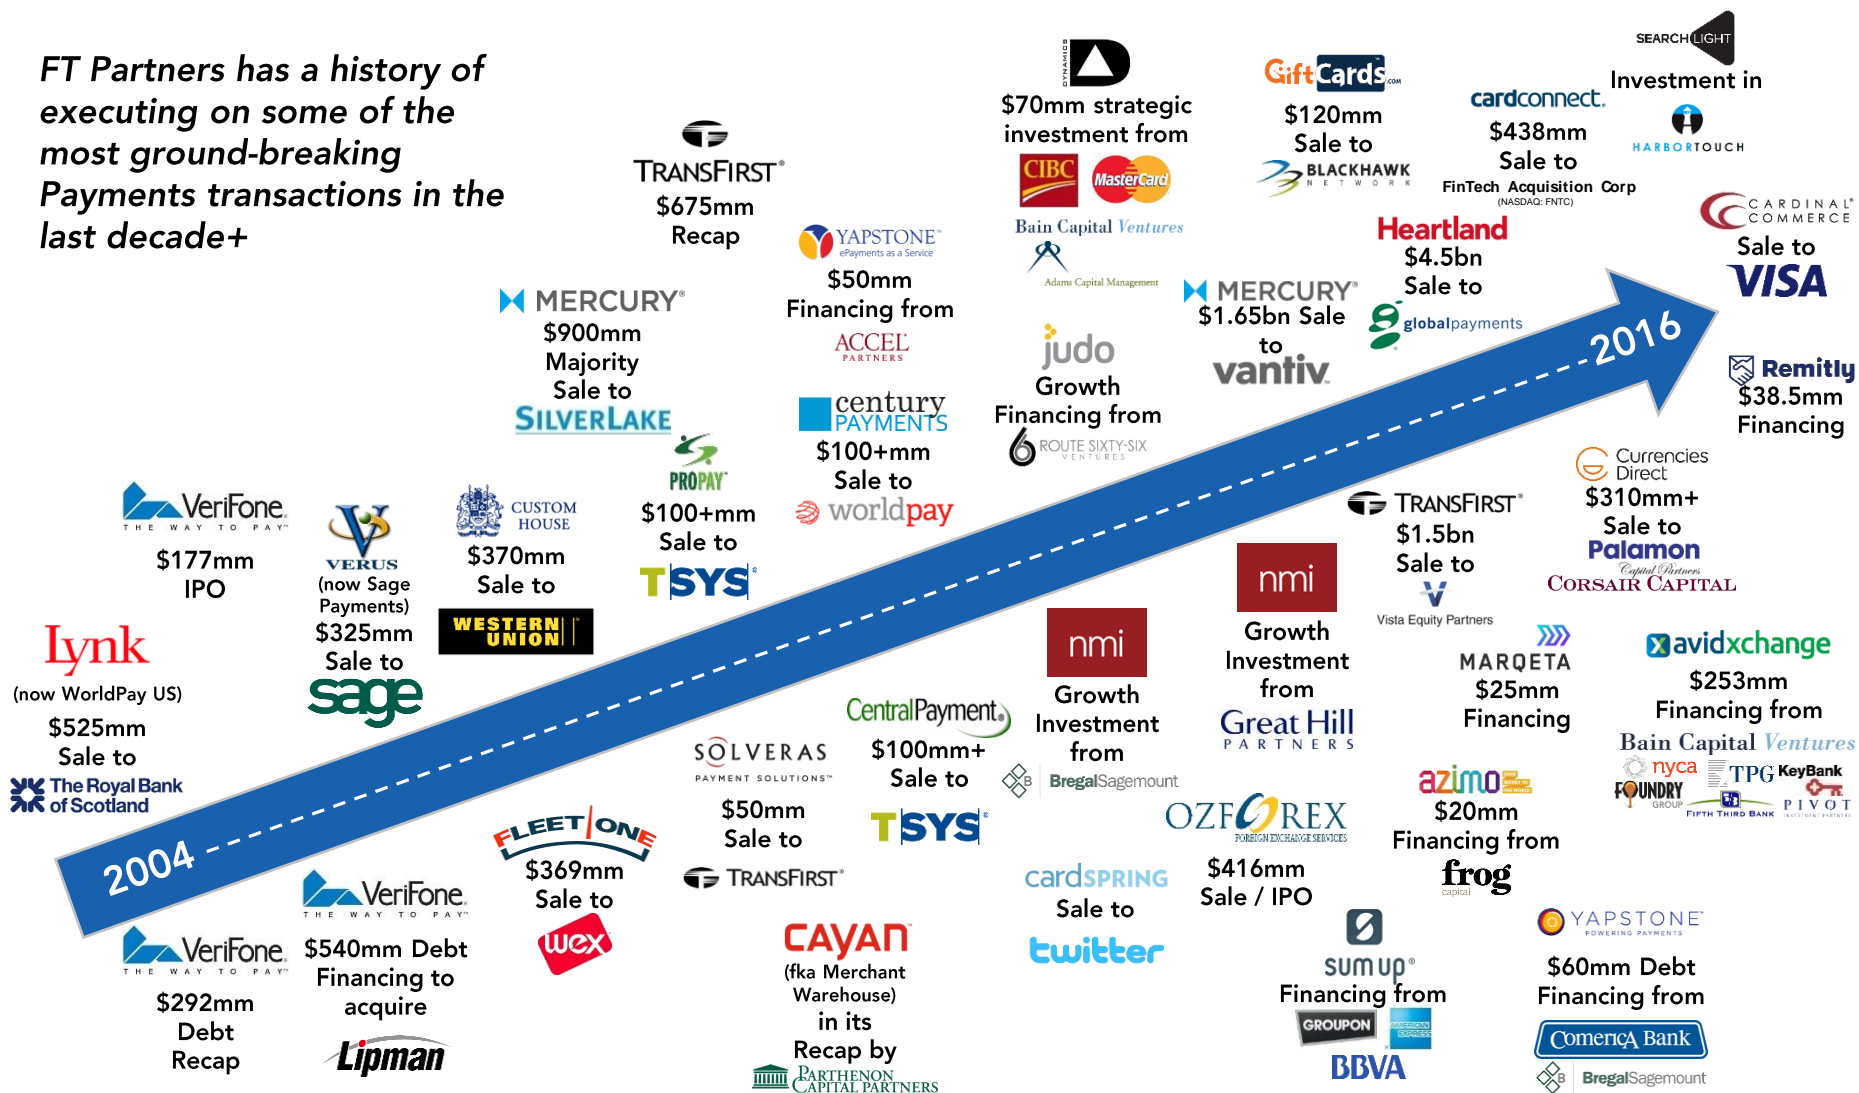 FT Partners has a history of
executing on some of the
most ground-breaking
Payments transactions in the
last decade+
Lynk
(now WorldPay US)
$525mm
Sale to
The Royal Bank
of Scotland
VeriFone
THE WAY TO PAY
$177mm
IPO
VERUS
(now Sage
Payments)
$325mm
Sale to
sage
CUSTOM
HOUSE
$370mm
Sale to
WESTERN
UNION
MERCURY
$900mm
Majority
Sale to
SILVERLAKE
TRANSFIRST
$675mm
Recap
PROPAY
$100+mm
Sale to
TSYS
YAPSTONE
ePayments as a Service
$50mm
Financing from
ACCEL
PARTNERS
century
PAYMENTS
$100+mm
Sale to
worldpay
DYNAMICS
$70mm strategic
investment from
CIBC
MasterCard
Bain Capital Ventures
Adams Capital Management
judo
Growth
Financing from
6 ROUTE SIXTY-SIX
VENTURES
GiftCards.COM
$120mm
Sale to
BLACKHAWK
NETWORK
MERCURY
$1.65bn Sale
to
vantiv
cardconnect.
$438mm
Sale to
FinTech Acquisition Corp
(NASDAQ: FNTC)
Heartland
$4.5bn
Sale to
globalpayments
SEARCHLIGHT
Investment in
HARBORTOUCH
CARDINAL
COMMERCE
Sale to
VISA
2016
Remitly
$38.5mm
Financing
2004
VeriFone
THE WAY TO PAY
$292mm
Debt
Recap
VeriFone
THE WAY TO PAY
$540mm Debt
Financing to
acquire
Lipman
FLEET ONE
$369mm
Sale to
wex
SOLVERAS
PAYMENT SOLUTIONS
$50mm
Sale to
TRANSFIRST
CAYAN
(fka Merchant
Warehouse)
in its
Recap by
PARTHENON
CAPITAL PARTNERS
CentralPayment
$100mm+
Sale to
TSYS
nmi
Growth
Investment
from
B BregalSagemount
cardSPRING
Sale to
twitter
nmi
Growth
Investment
from
Great Hill
PARTNERS
OZFOREX
FOREIGN EXCHANGE SERVICES
$416mm
Sale / IPO
sumup
Financing from
GROUPON
AMERICAN
EXPRESS
BBVA
TRANSFIRST
$1.5bn
Sale to
Vista Equity Partners
MARQETA
$25mm
Financing
azimo
$20mm
Financing from
frog
capital
Currencies
Direct
$310mm+
Sale to
Palamon
Capital Partners
CORSAIR CAPITAL
avidxchange
$253mm
Financing from
Bain Capital Ventures
nyca
TPG
KeyBank
FOUNDRY
GROUP
FIFTH THIRD BANK
PIVOT
INVESTMENT PARTNERS
YAPSTONE
POWERING PAYMENTS
$60mm Debt
Financing from
COMERICA BANK
B BregalSagemount